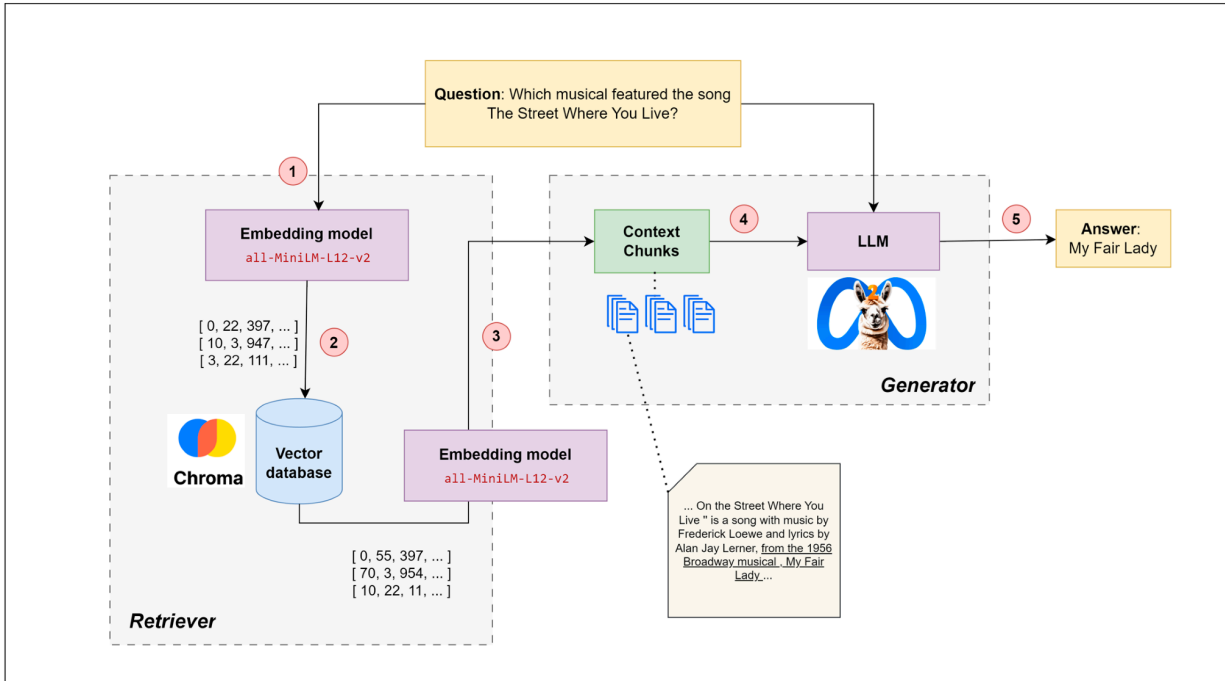 Question: Which musical featured the song
The Street Where You Live?
1
Embedding model
all-MiniLM-L12-v2
[ 0, 22, 397, ... ]
[ 10, 3, 947, ... ]
[ 3, 22, 111, ... ]
2
Chroma
Vector
database
Embedding model
all-MiniLM-L12-v2
[ 0, 55, 397, ... ]
[ 70, 3, 954, ... ]
[ 10, 22, 11, ... ]
Retriever
3
Context
Chunks
4
LLM
Generator
5
Answer:
My Fair Lady
... On the Street Where You
Live " is a song with music by
Frederick Loewe and lyrics by
Alan Jay Lerner, from the 1956
Broadway musical , My Fair
Lady ...